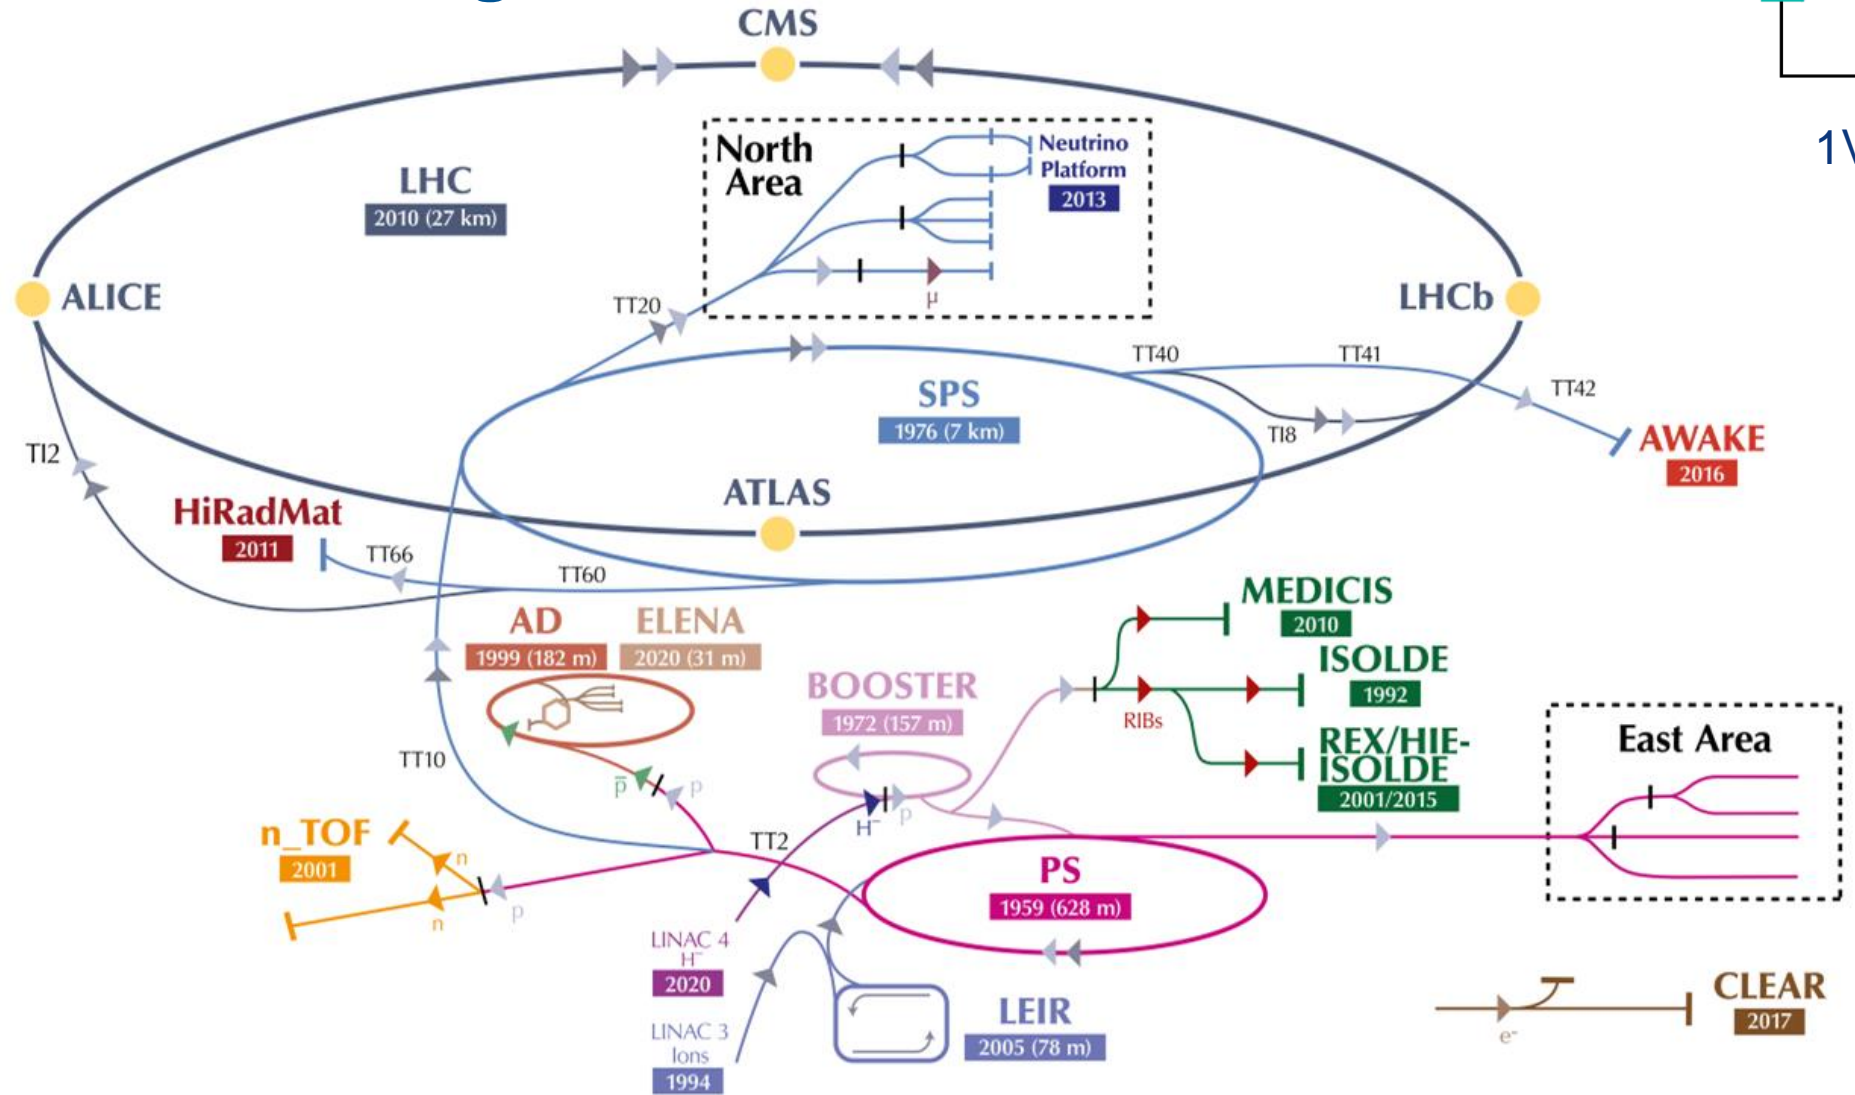 CMS
1
North
Area
Neutrino
Platform
2013
LHC
2010 (27 km)
μ
ALICE
LHCb
TT20
TT40
TT41
TT42
SPS
1976 (7 km)
TI8
TI2
AWAKE
2016
ATLAS
HiRadMat
2011
TT66
TT60
MEDICIS
2010
AD
1999 (182 m)
ELENA
2020 (31 m)
ISOLDE
1992
BOOSTER
1972 (157 m)
RIBs
REX/HIE-
ISOLDE
2001/2015
East Area
TT10
p̅
p
H⁻
p
n_TOF
2001
n
n
p
TT2
PS
1959 (628 m)
LINAC 4
H⁻
2020
LINAC 3
Ions
1994
LEIR
2005 (78 m)
e⁻
CLEAR
2017